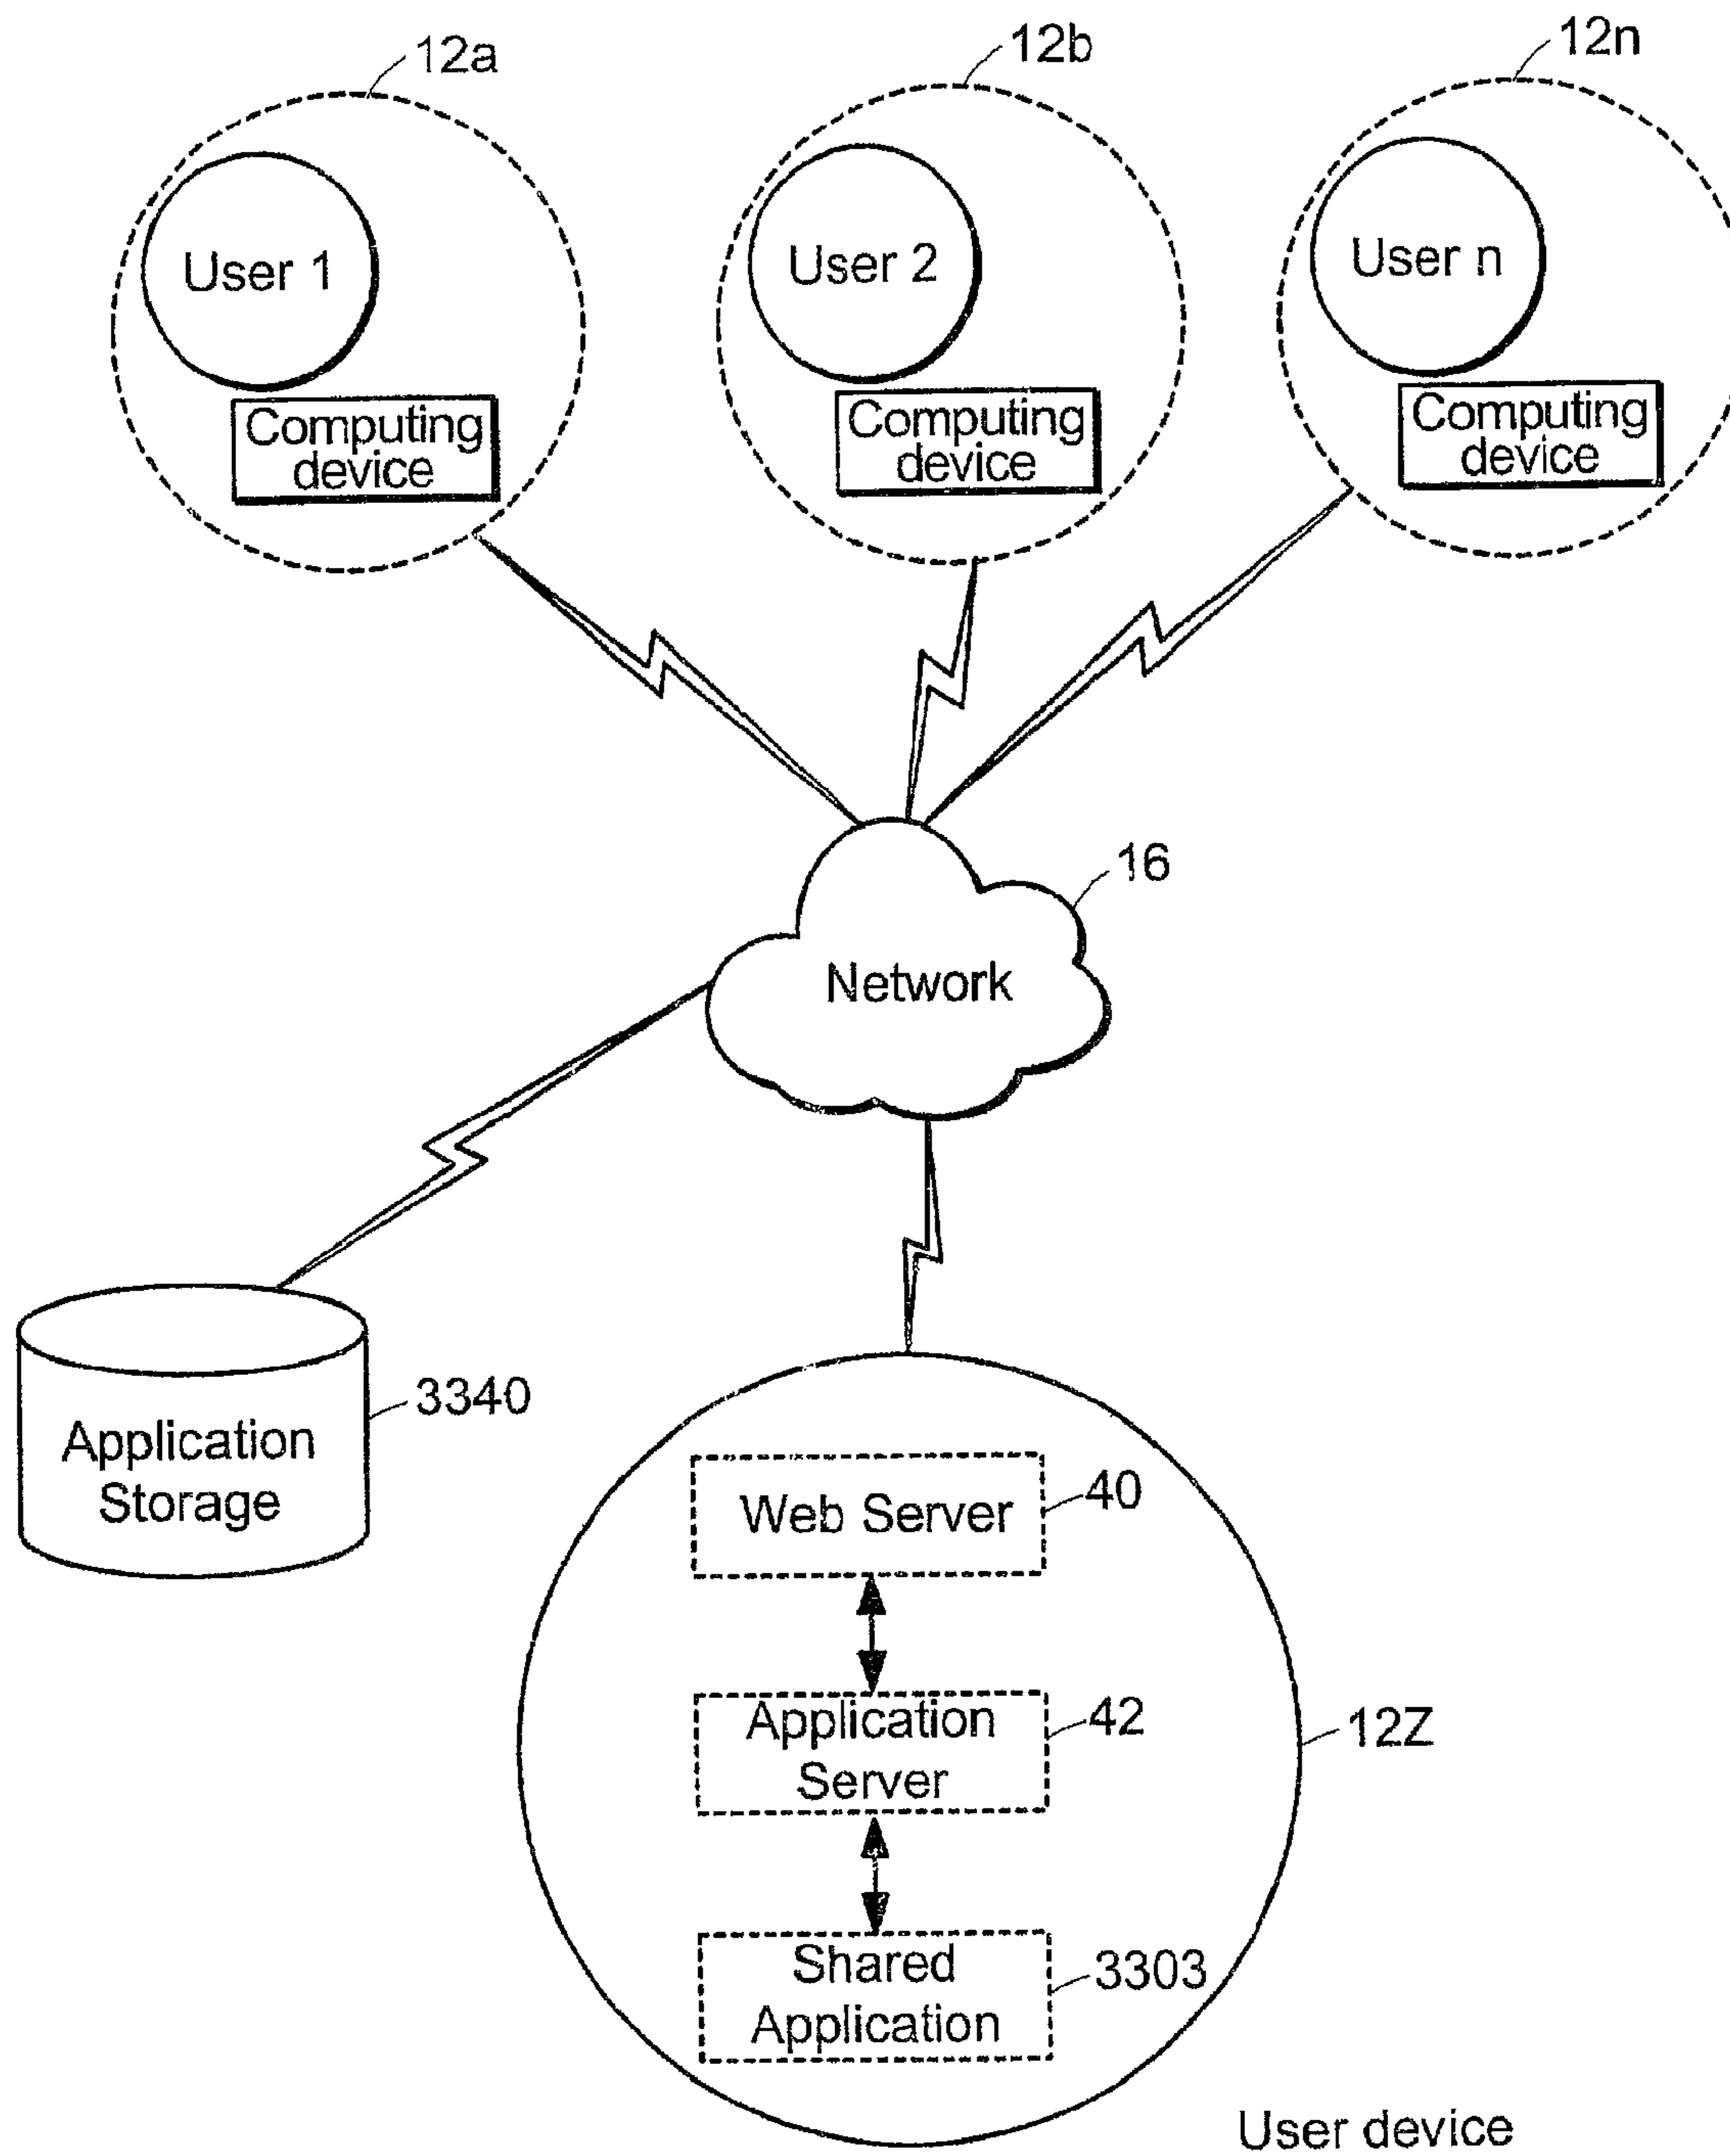 12a
12b
12n
User 1
User 2
User n
Computing
device
Computing
device
Computing
device
16
Network
3340
Application
Storage
Web Server
40
Application
Server
42
12Z
Shared
Application
3303
User device